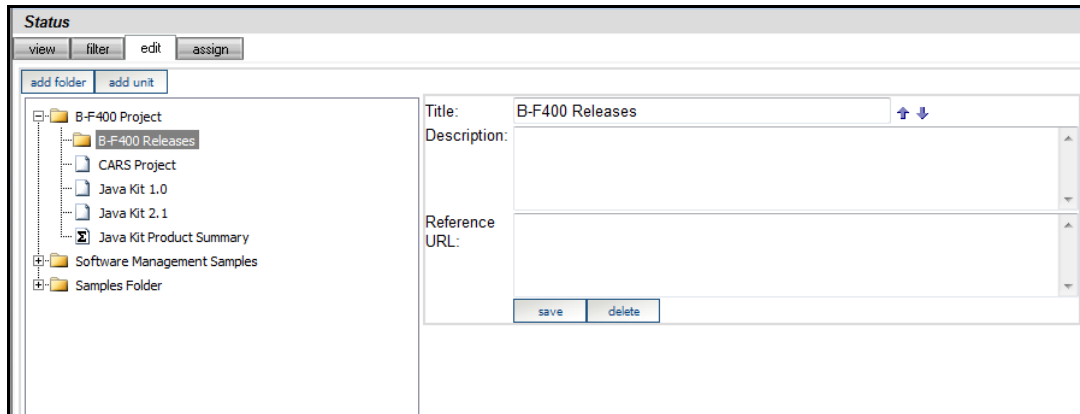 Status
view filter edit assign
add folder add unit
B-F400 Project
B-F400 Releases
CARS Project
Java Kit 1.0
Java Kit 2.1
Σ Java Kit Product Summary
Software Management Samples
Samples Folder
Title: B-F400 Releases
Description:
Reference
URL:
save delete